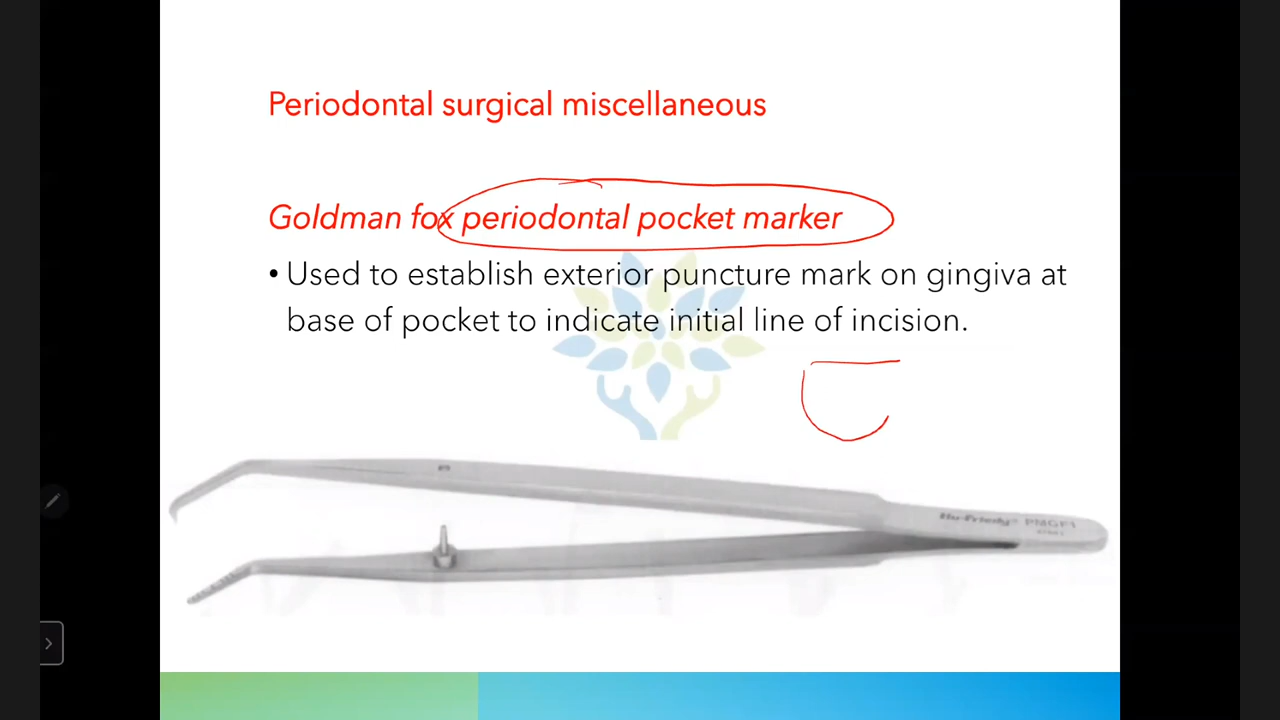 Periodontal surgical miscellaneous
Goldman fox periodontal pocket marker
• Used to establish exterior puncture mark on gingiva at
base of pocket to indicate initial line of incision.
Hu-Friedy PMGF1